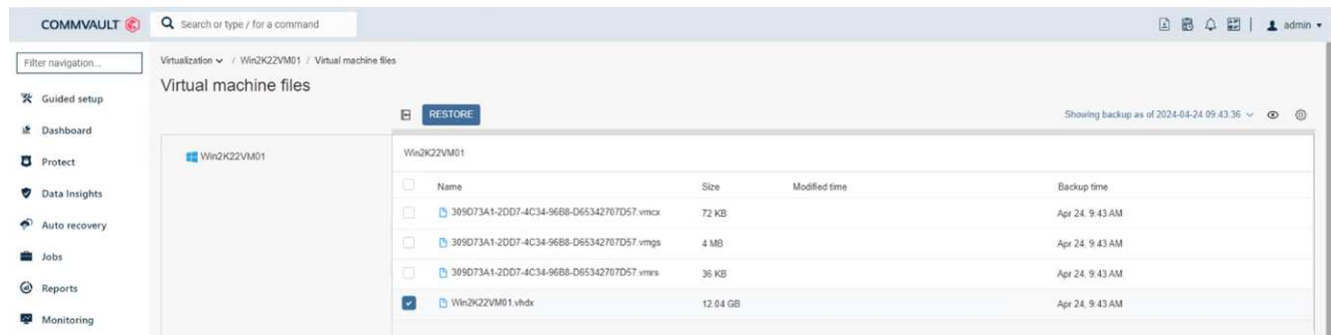 COMMVAULT Search or type / for a command admin
Filter navigation... Virtualization / Win2K22VM01 / Virtual machine files
Virtual machine files
Guided setup
RESTORE Showing backup as of 2024-04-24 09:43:36
Dashboard
Win2K22VM01 Win2K22VM01
Protect
Name Size Modified time Backup time
Data Insights
309D73A1-2DD7-4C34-96B8-D65342707D57.vmcx 72 KB Apr 24, 9:43 AM
Auto recovery
309D73A1-2DD7-4C34-96B8-D65342707D57.vmgs 4 MB Apr 24, 9:43 AM
Jobs
309D73A1-2DD7-4C34-96B8-D65342707D57.vmrs 36 KB Apr 24, 9:43 AM
Reports
Win2K22VM01.vhdx 12.04 GB Apr 24, 9:43 AM
Monitoring